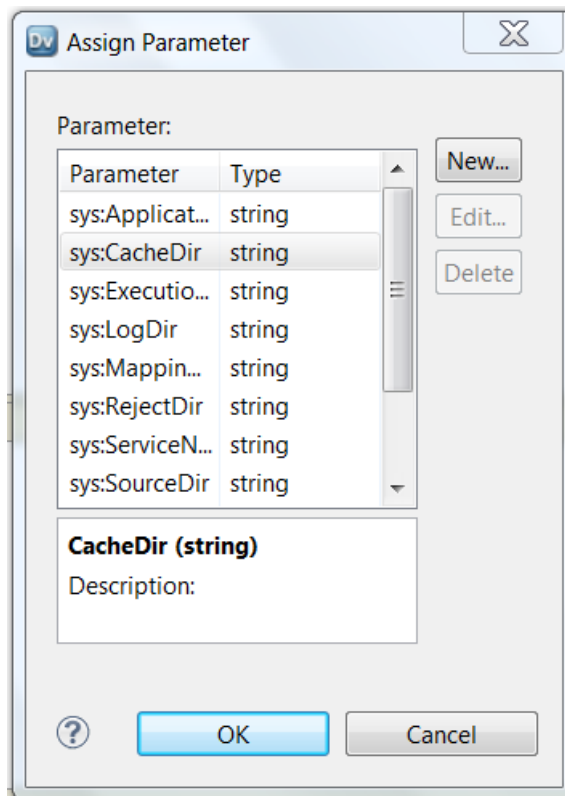 Dv Assign Parameter
Parameter:
New...
Parameter Type
sys:Applicat... string
Edit...
sys:CacheDir string
Delete
sys:Executio... string
sys:LogDir string
sys:Mappin... string
sys:RejectDir string
sys:ServiceN... string
sys:SourceDir string
CacheDir (string)
Description:
? OK Cancel